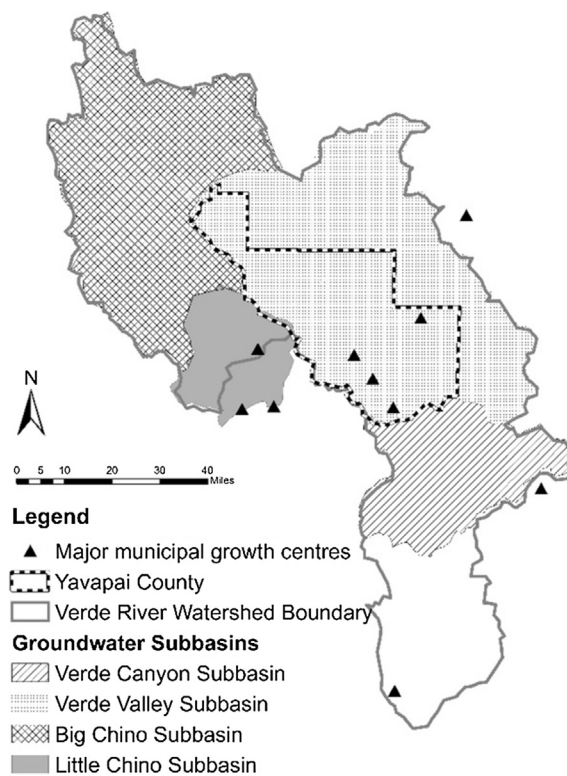 N
0 5 10 20 30 40
Miles
Legend
Major municipal growth centres
Yavapai County
Verde River Watershed Boundary
Groundwater Subbasins
Verde Canyon Subbasin
Verde Valley Subbasin
Big Chino Subbasin
Little Chino Subbasin